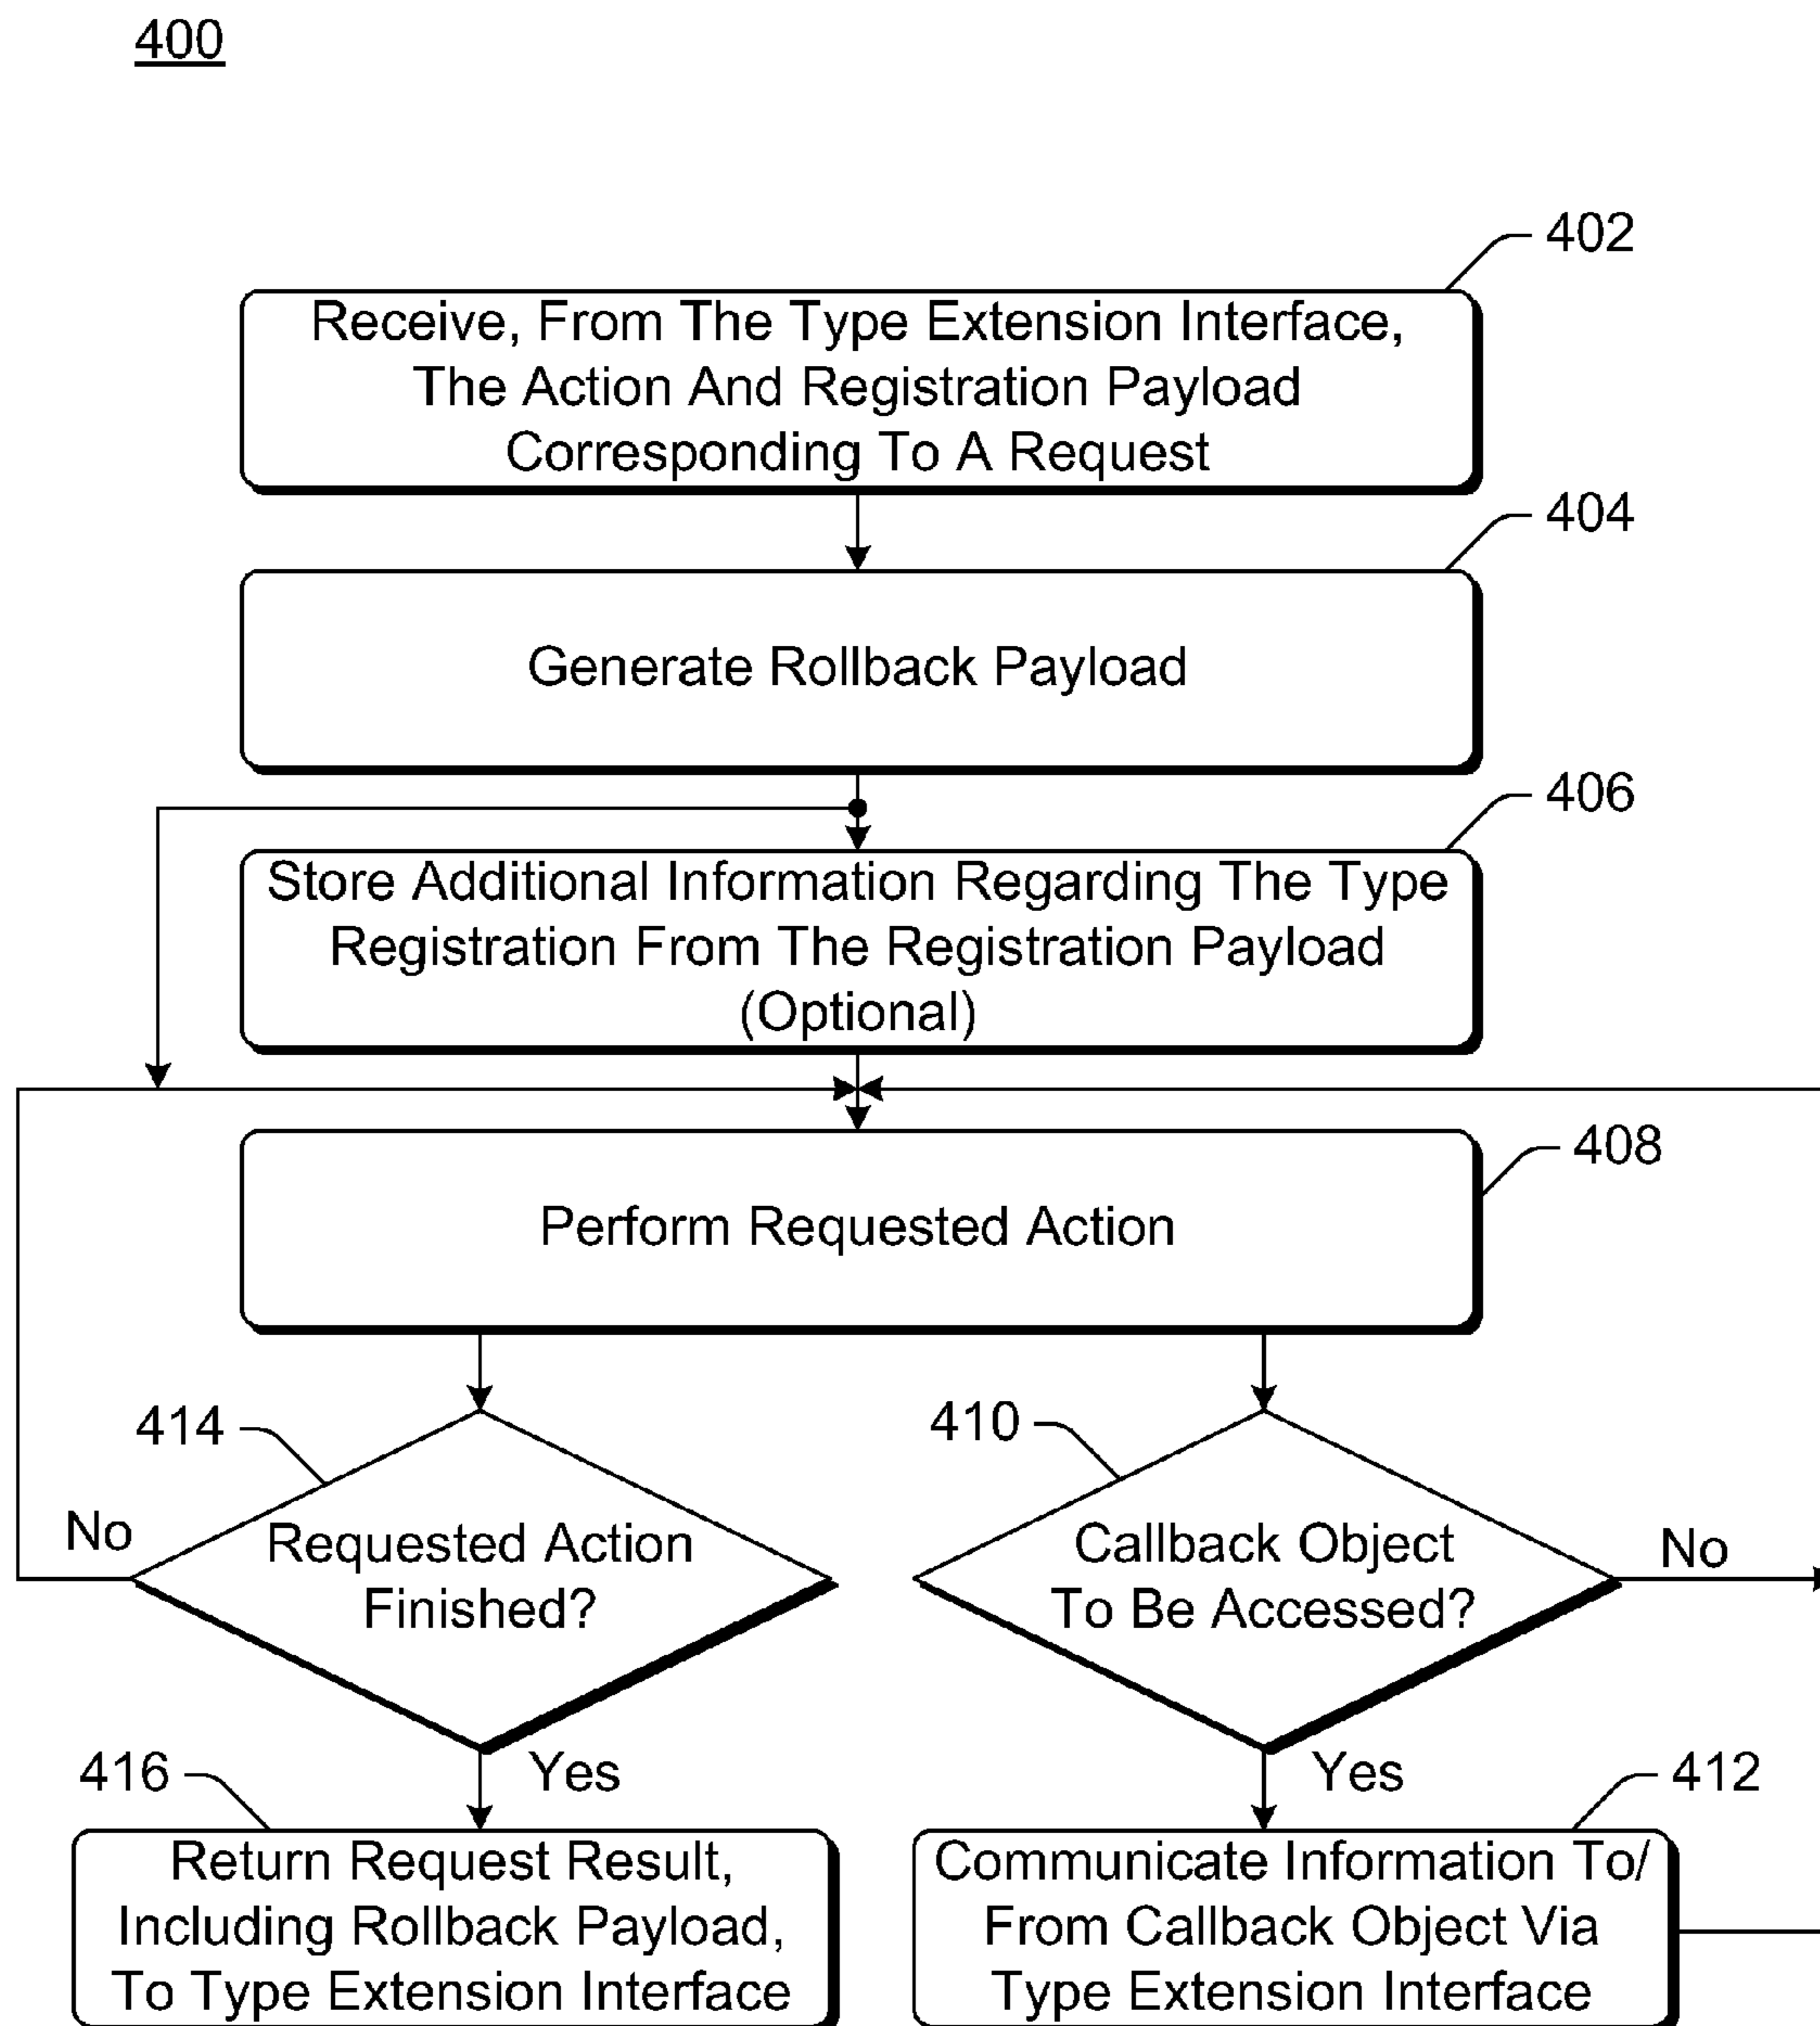 400
402
Receive, From The Type Extension Interface,
The Action And Registration Payload
Corresponding To A Request
404
Generate Rollback Payload
406
Store Additional Information Regarding The Type
Registration From The Registration Payload
(Optional)
408
Perform Requested Action
414
410
No
Requested Action
Finished?
Callback Object
To Be Accessed?
No
416
Yes
Yes
412
Return Request Result,
Including Rollback Payload,
To Type Extension Interface
Communicate Information To/
From Callback Object Via
Type Extension Interface